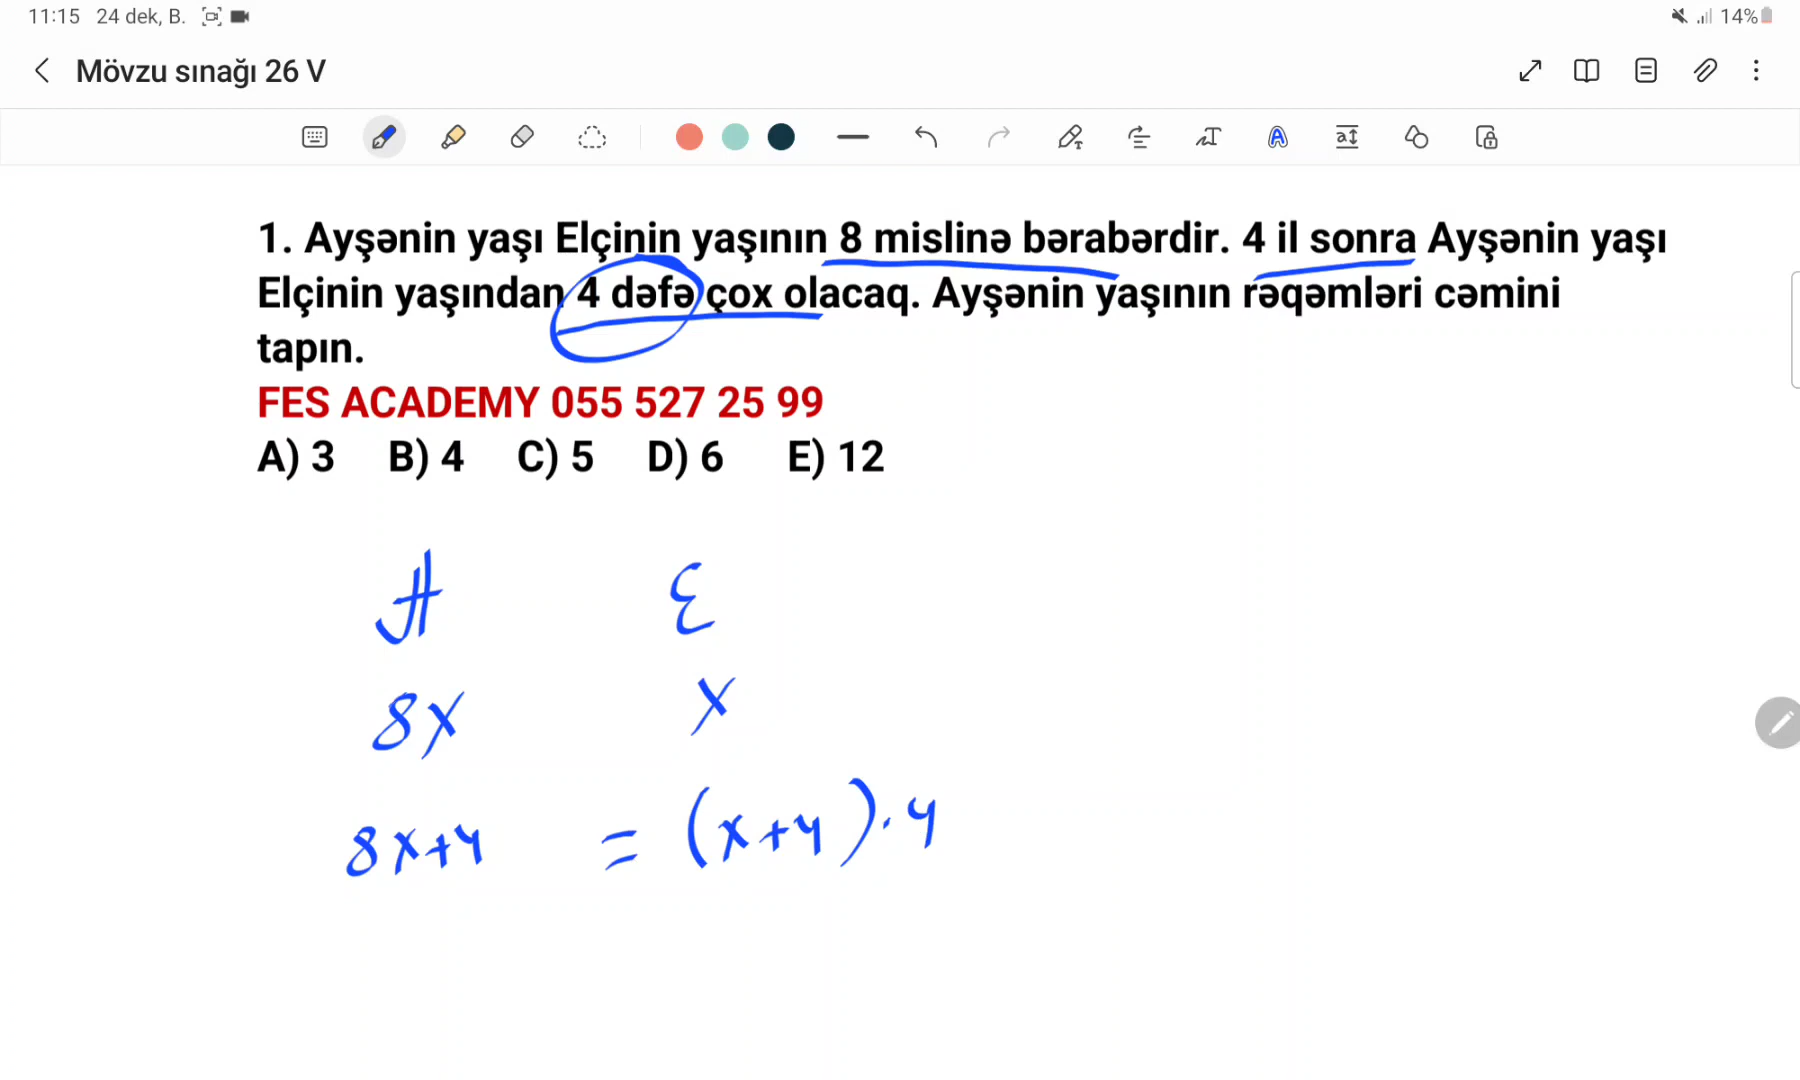 11:15 24 dek, B. 14%
Mövzu sınağı 26 V
1. Ayşənin yaşı Elçinin yaşının 8 mislinə bərabərdir. 4 il sonra Ayşənin yaşı
Elçinin yaşından 4 dəfə çox olacaq. Ayşənin yaşının rəqəmləri cəmini
tapın.
FES ACADEMY 055 527 25 99
A) 3 B) 4 C) 5 D) 6 E) 12
A E
8x x
8x+4 = (x+4)·4